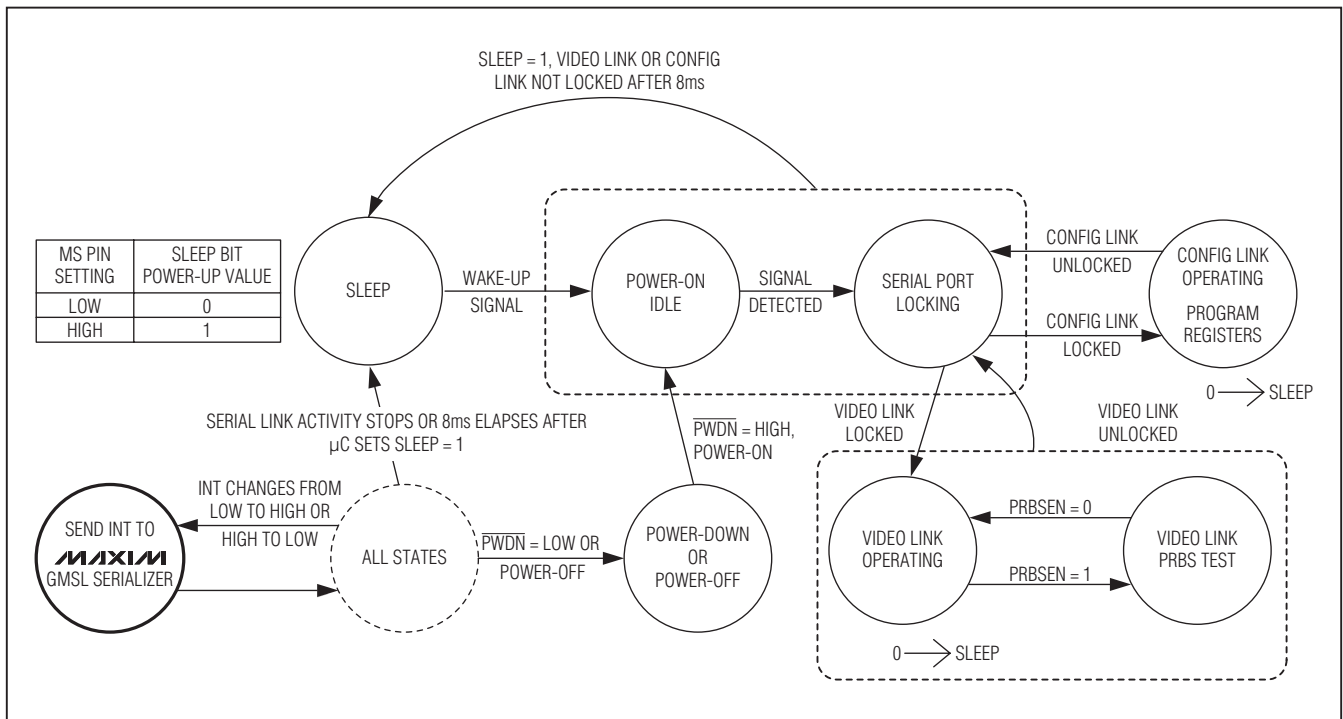 SLEEP = 1, VIDEO LINK OR CONFIG
LINK NOT LOCKED AFTER 8ms
MS PIN
SETTING
SLEEP BIT
POWER-UP VALUE
LOW
0
HIGH
1
SLEEP
WAKE-UP
SIGNAL
POWER-ON
IDLE
SIGNAL
DETECTED
SERIAL PORT
LOCKING
CONFIG LINK
UNLOCKED
CONFIG LINK
LOCKED
CONFIG LINK
OPERATING
PROGRAM
REGISTERS
0 → SLEEP
SERIAL LINK ACTIVITY STOPS OR 8ms ELAPSES AFTER
µC SETS SLEEP = 1
PWDN = HIGH,
POWER-ON
VIDEO LINK
LOCKED
VIDEO LINK
UNLOCKED
INT CHANGES FROM
LOW TO HIGH OR
HIGH TO LOW
SEND INT TO
MAXIM
GMSL SERIALIZER
ALL STATES
PWDN = LOW OR
POWER-OFF
POWER-DOWN
OR
POWER-OFF
VIDEO LINK
OPERATING
PRBSEN = 0
PRBSEN = 1
VIDEO LINK
PRBS TEST
0 → SLEEP